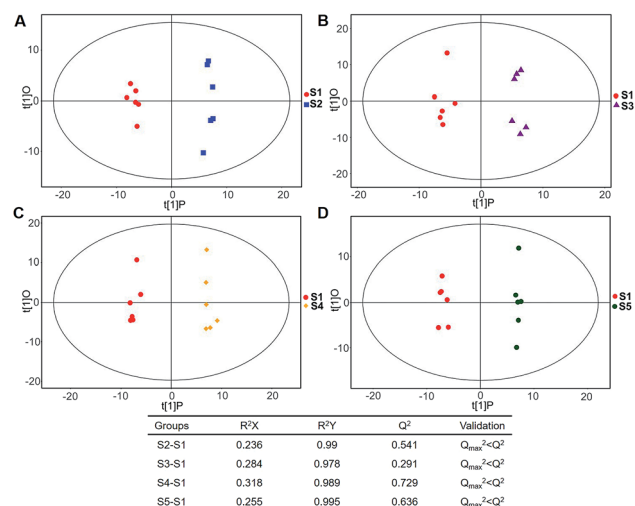 A
B
10
0
-10
t[1]O
-20
-10
0
10
20
t[1]P
S1
S2
20
10
0
-10
-20
t[1]O
-20
-10
0
10
20
t[1]P
S1
S3
C
D
20
10
0
-10
-20
t[1]O
-20
-10
0
10
20
t[1]P
S1
S4
10
0
-10
t[1]O
-20
-10
0
10
20
t[1]P
S1
S5
Groups R²X R²Y Q² Validation
S2-S1 0.236 0.99 0.541 Qmax²<Q²
S3-S1 0.284 0.978 0.291 Qmax²<Q²
S4-S1 0.318 0.989 0.729 Qmax²<Q²
S5-S1 0.255 0.995 0.636 Qmax²<Q²